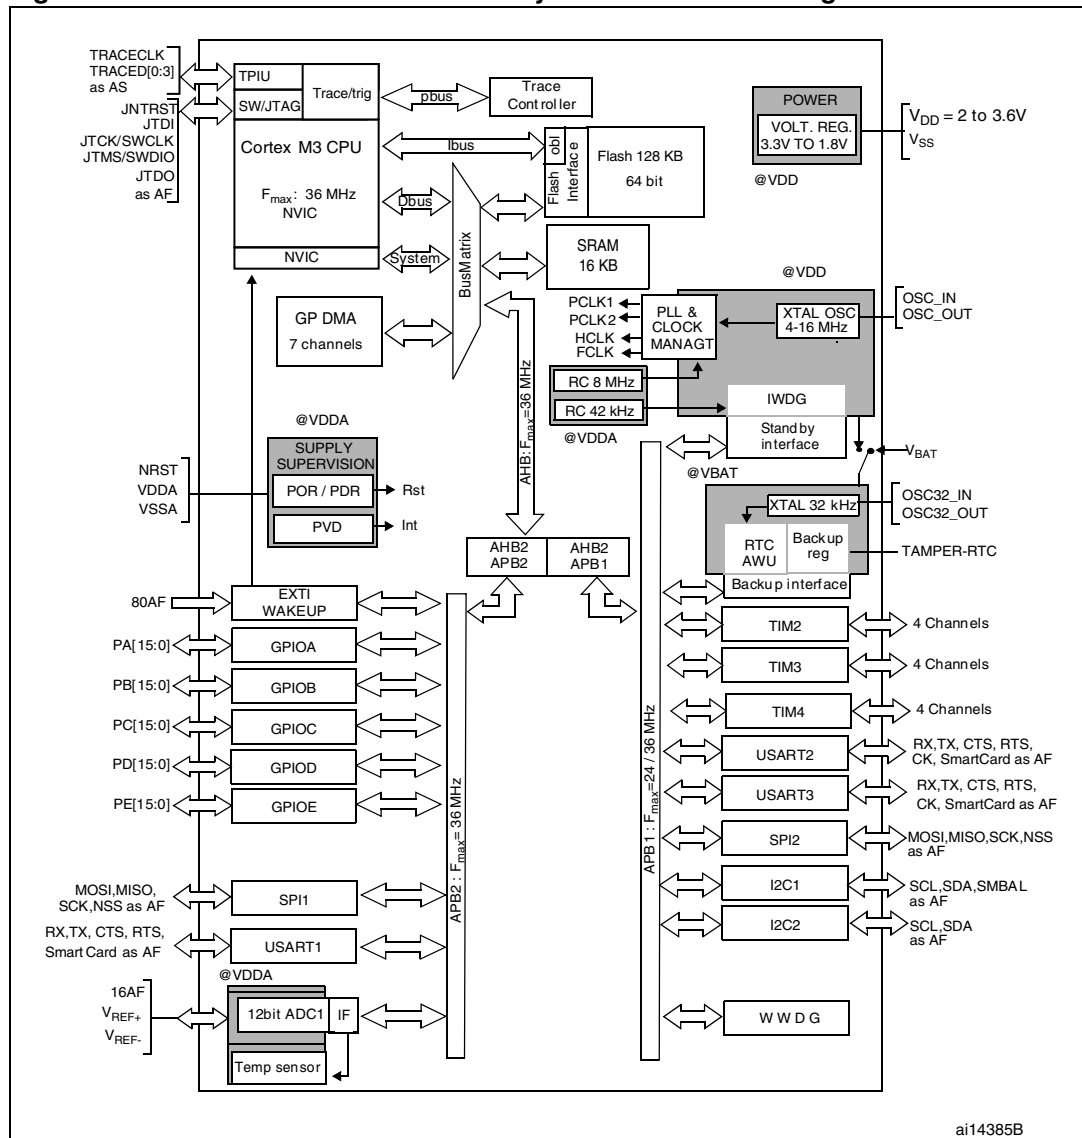 TRACECLK
TRACED[0:3]
as AS
JNTRST
JTDI
JTCK/SWCLK
JTMS/SWDIO
JTDO
as AF
TPIU
SW/JTAG
Trace/trig
Cortex M3 CPU
Fmax: 36 MHz
NVIC
NVIC
pbus
Trace
Controller
Ibus
Dbus
System
BusMatrix
obl
Flash
Interface
Flash 128 KB
64 bit
SRAM
16 KB
POWER
VOLT. REG.
3.3V TO 1.8V
@VDD
VDD = 2 to 3.6V
VSS
GP DMA
7 channels
AHB: Fmax=36 MHz
@VDD
PCLK1
PCLK2
HCLK
FCLK
PLL &
CLOCK
MANAGT
XTAL OSC
4-16 MHz
OSC_IN
OSC_OUT
RC 8 MHz
RC 42 kHz
@VDDA
IWDG
Standby
interface
VBAT
@VBAT
XTAL 32 kHz
OSC32_IN
OSC32_OUT
RTC
AWU
Backup
reg
TAMPER-RTC
Backup interface
@VDDA
SUPPLY
SUPERVISION
NRST
VDDA
VSSA
POR / PDR
Rst
PVD
Int
AHB2
APB2
AHB2
APB1
80AF
EXTI
WAKEUP
PA[15:0]
GPIOA
PB[15:0]
GPIOB
PC[15:0]
GPIOC
PD[15:0]
GPIOD
PE[15:0]
GPIOE
MOSI,MISO,
SCK,NSS as AF
SPI1
RX,TX, CTS, RTS,
SmartCard as AF
USART1
@VDDA
16AF
VREF+
VREF-
12bit ADC1
IF
Temp sensor
APB2 : Fmax= 36 MHz
APB1 : Fmax=24 / 36 MHz
TIM2
4 Channels
TIM3
4 Channels
TIM4
4 Channels
USART2
RX,TX, CTS, RTS,
CK, SmartCard as AF
USART3
RX,TX, CTS, RTS,
CK, SmartCard as AF
SPI2
MOSI,MISO,SCK,NSS
as AF
I2C1
SCL,SDA,SMBAL
as AF
I2C2
SCL,SDA
as AF
W W D G
ai14385B